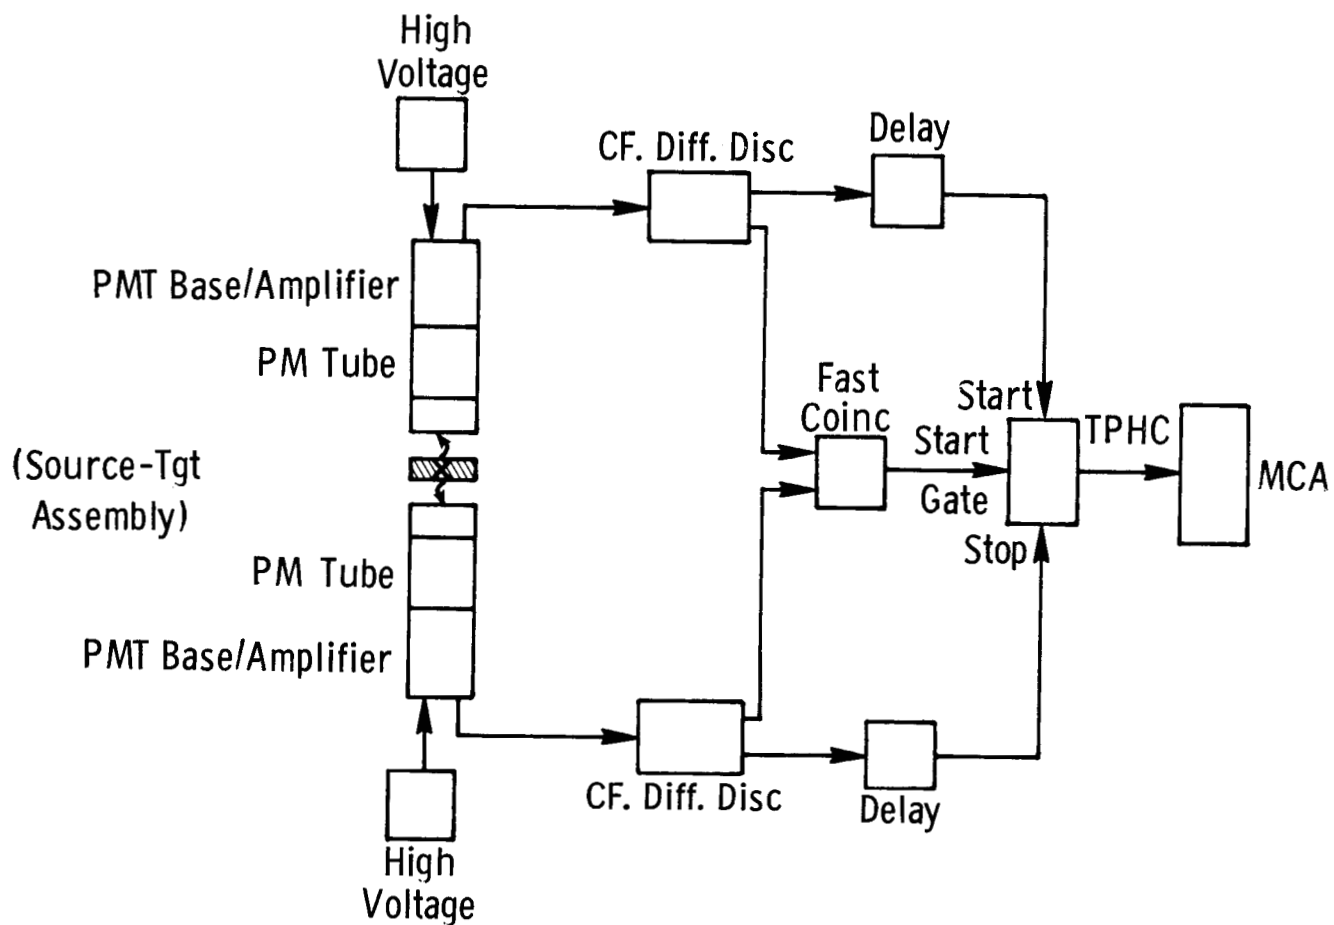 High
Voltage
CF. Diff. Disc
Delay
PMT Base/Amplifier
PM Tube
Fast
Coinc
Start
Start
Gate
TPHC
MCA
(Source-Tgt
Assembly)
Stop
PM Tube
PMT Base/Amplifier
CF. Diff. Disc
Delay
High
Voltage